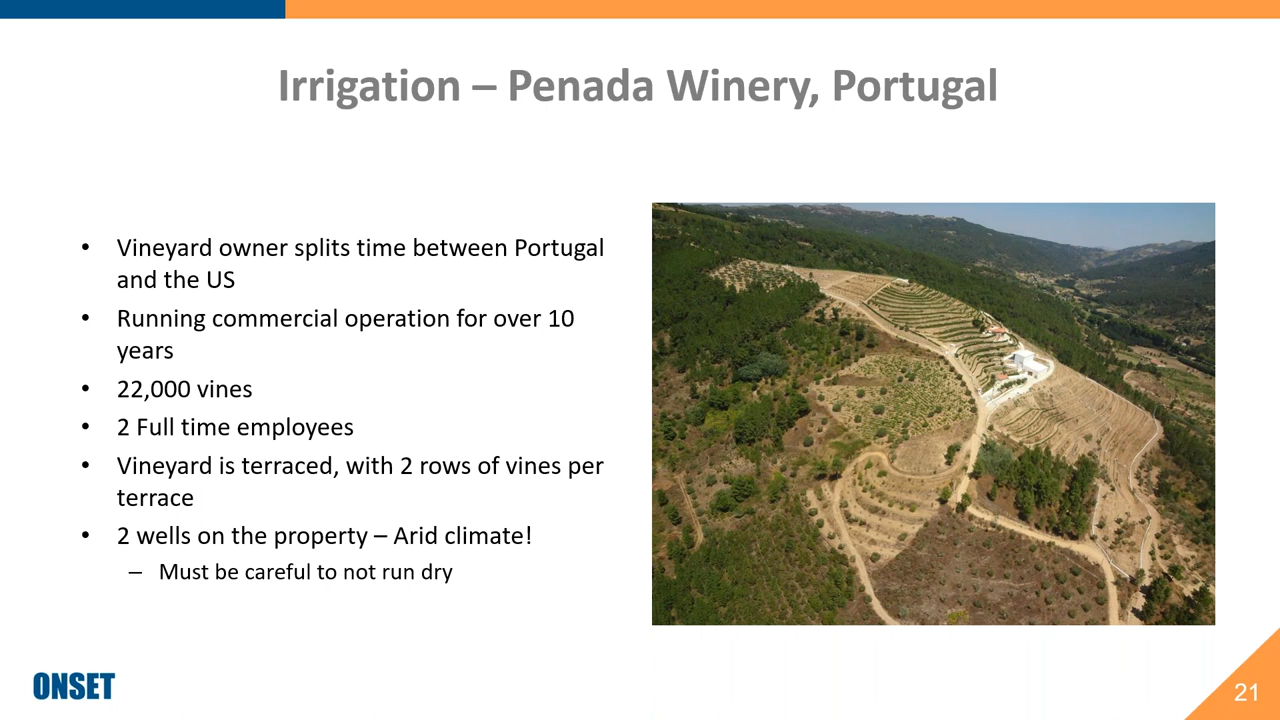 Irrigation – Penada Winery, Portugal
• Vineyard owner splits time between Portugal
and the US
• Running commercial operation for over 10
years
• 22,000 vines
• 2 Full time employees
• Vineyard is terraced, with 2 rows of vines per
terrace
• 2 wells on the property – Arid climate!
– Must be careful to not run dry
ONSET
21